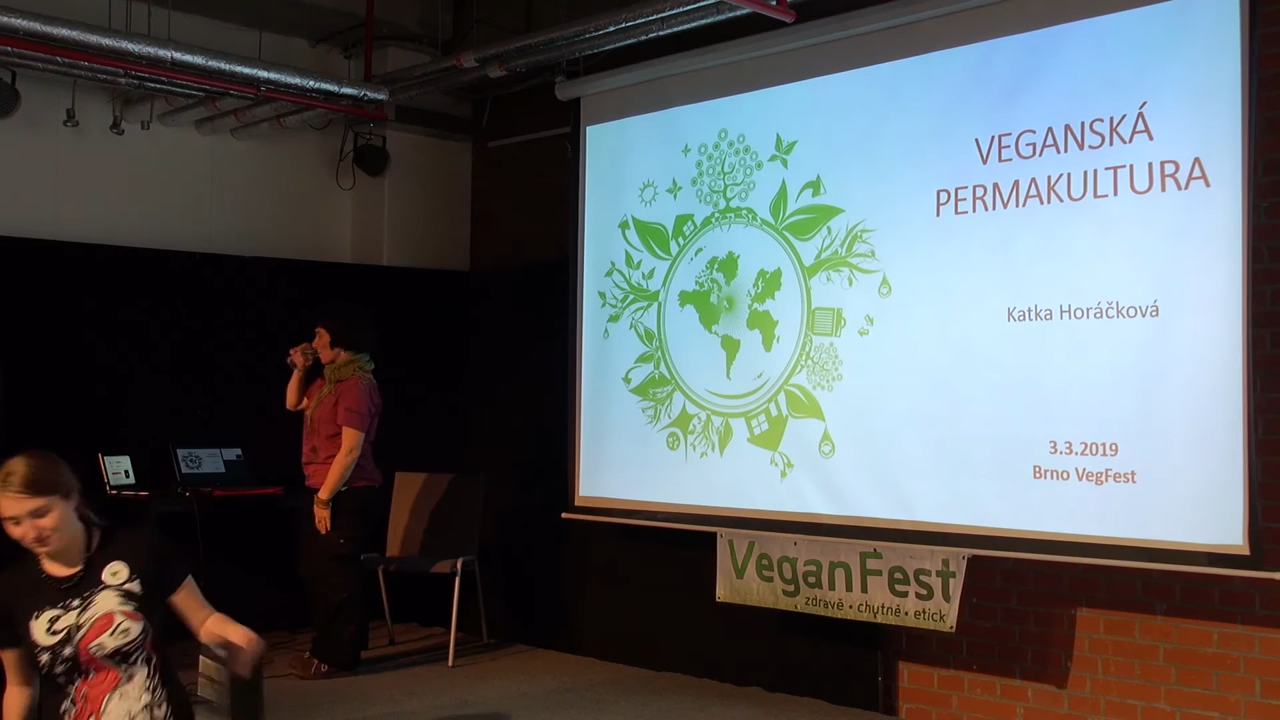 VEGANSKÁ
PERMAKULTURA
Katka Horáčková
3.3.2019
Brno VegFest
VeganFest
zdravě • chutně • etick